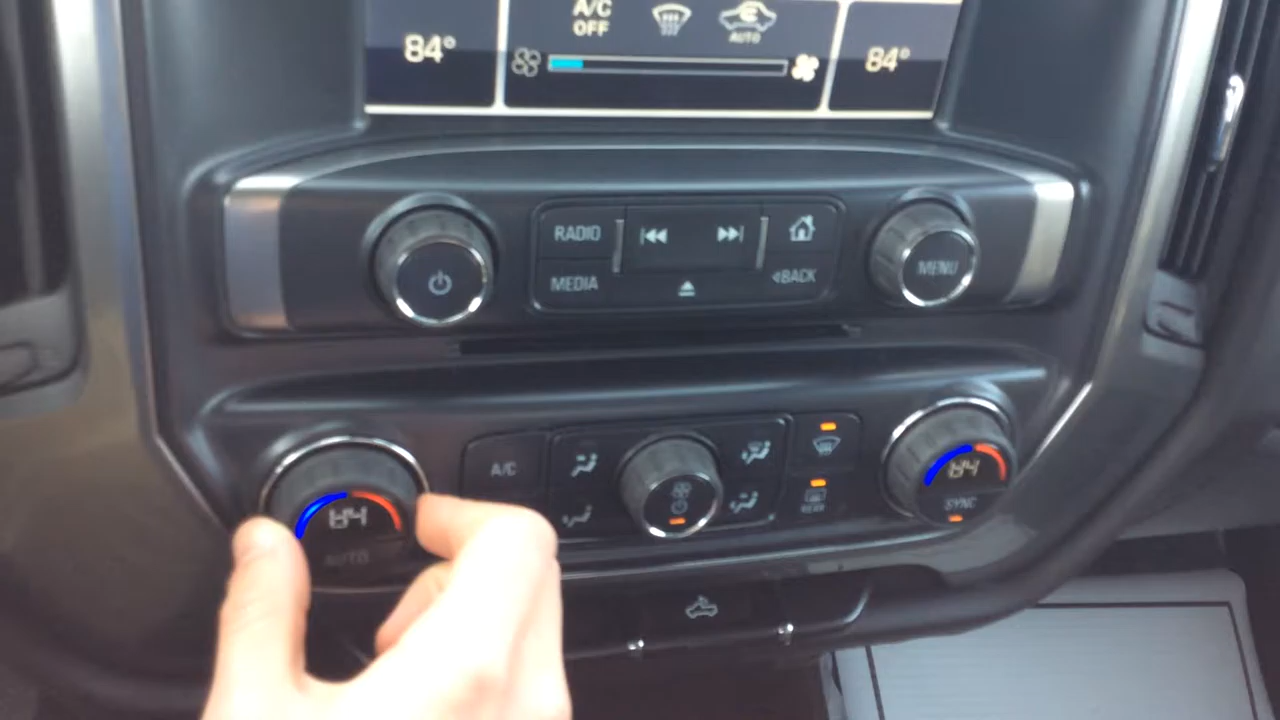 A/C
OFF
AUTO
84°
84°
RADIO
MEDIA
BACK
MENU
A/C
84
AUTO
REAR
84
SYNC